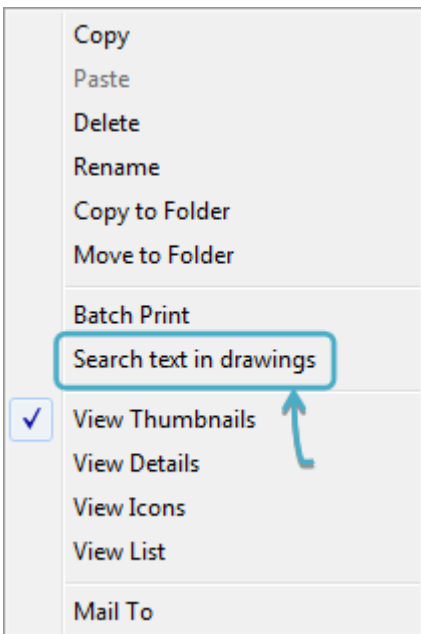 Copy
Paste
Delete
Rename
Copy to Folder
Move to Folder
Batch Print
Search text in drawings
View Thumbnails
View Details
View Icons
View List
Mail To